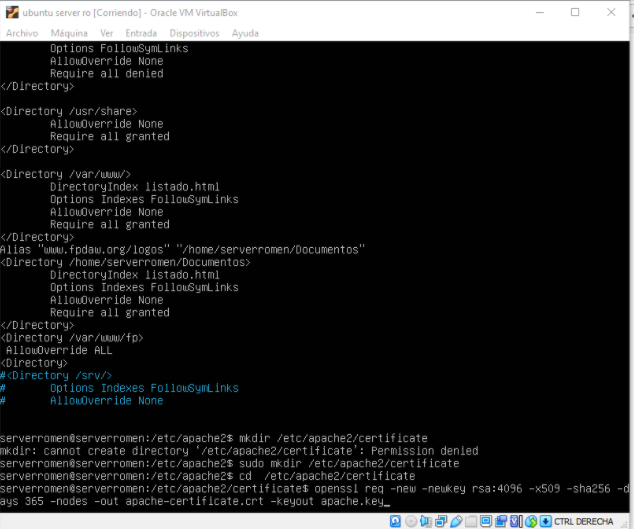 ubuntu server ro [Corriendo] - Oracle VM VirtualBox
Archivo Máquina Ver Entrada Dispositivos Ayuda
Options FollowSymLinks
AllowOverride None
Require all denied
</Directory>
<Directory /usr/share>
AllowOverride None
Require all granted
</Directory>
<Directory /var/www/>
DirectoryIndex listado.html
Options Indexes FollowSymLinks
AllowOverride None
Require all granted
</Directory>
Alias "www.fpdaw.org/logos" "/home/serverromen/Documentos"
<Directory /home/serverromen/Documentos>
DirectoryIndex listado.html
Options Indexes FollowSymLinks
AllowOverride None
Require all granted
</Directory>
<Directory /var/www/fp>
AllowOverride ALL
<Directory>
#<Directory /srv/>
# Options Indexes FollowSymLinks
# AllowOverride None
serverromen@serverromen:/etc/apache2$ mkdir /etc/apache2/certificate
mkdir: cannot create directory ‘/etc/apache2/certificate’: Permission denied
serverromen@serverromen:/etc/apache2$ sudo mkdir /etc/apache2/certificate
serverromen@serverromen:/etc/apache2$ cd /etc/apache2/certificate
serverromen@serverromen:/etc/apache2/certificate$ openssl req -new -newkey rsa:4096 -x509 -sha256 -d
ays 365 -nodes -out apache-certificate.crt -keyout apache.key_
CTRL DERECHA